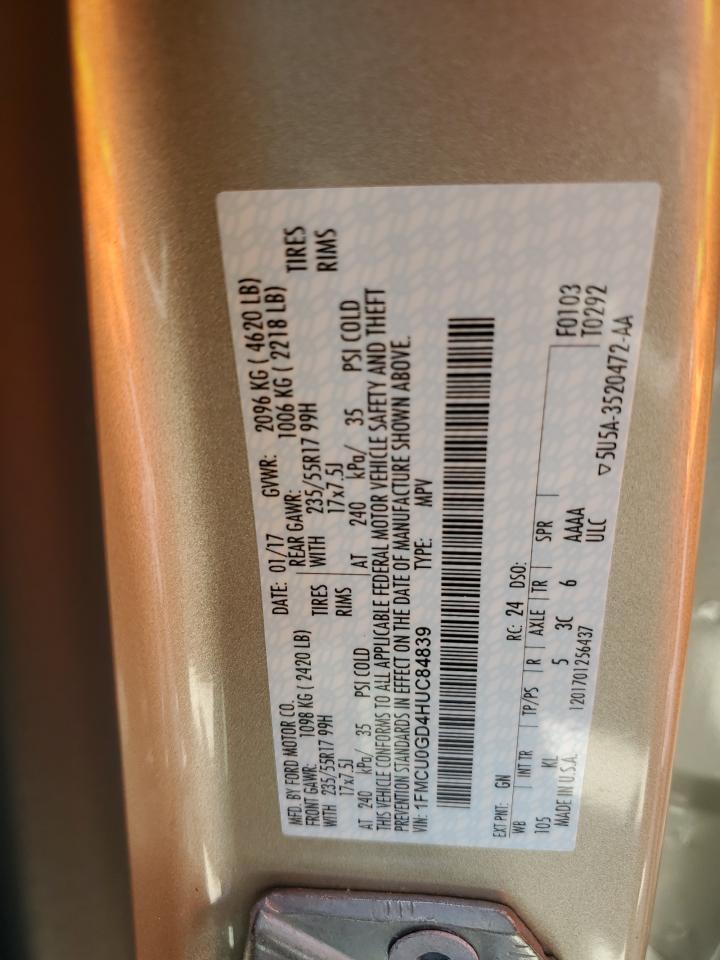 MFD. BY FORD MOTOR CO. DATE: 01/17 GVWR: 2096 KG ( 4620 LB)
FRONT GAWR: 1098 KG ( 2420 LB) REAR GAWR: 1006 KG ( 2218 LB)
WITH 235/55R17 99H TIRES WITH 235/55R17 99H TIRES
17x7.5J RIMS 17x7.5J RIMS
AT 240 kPa/ 35 PSI COLD AT 240 kPa/ 35 PSI COLD
THIS VEHICLE CONFORMS TO ALL APPLICABLE FEDERAL MOTOR VEHICLE SAFETY AND THEFT
PREVENTION STANDARDS IN EFFECT ON THE DATE OF MANUFACTURE SHOWN ABOVE.
VIN: 1FMCU0GD4HUC84839 TYPE: MPV
EXT PNT: GN RC: 24 DSO: F0103
WB INT TR TP/PS R AXLE TR SPR T0292
105 KL 5 3C 6 AAAA
MADE IN U.S.A. 1201701256437 ULC
▽5U5A-3520472-AA